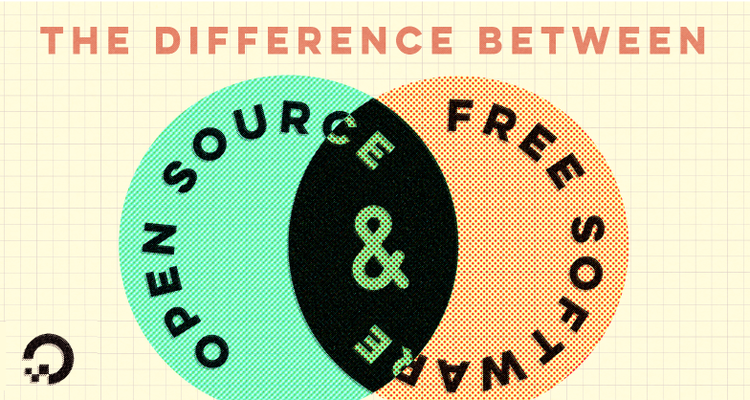 THE DIFFERENCE BETWEEN
OPEN SOURCE
&
FREE SOFTWARE